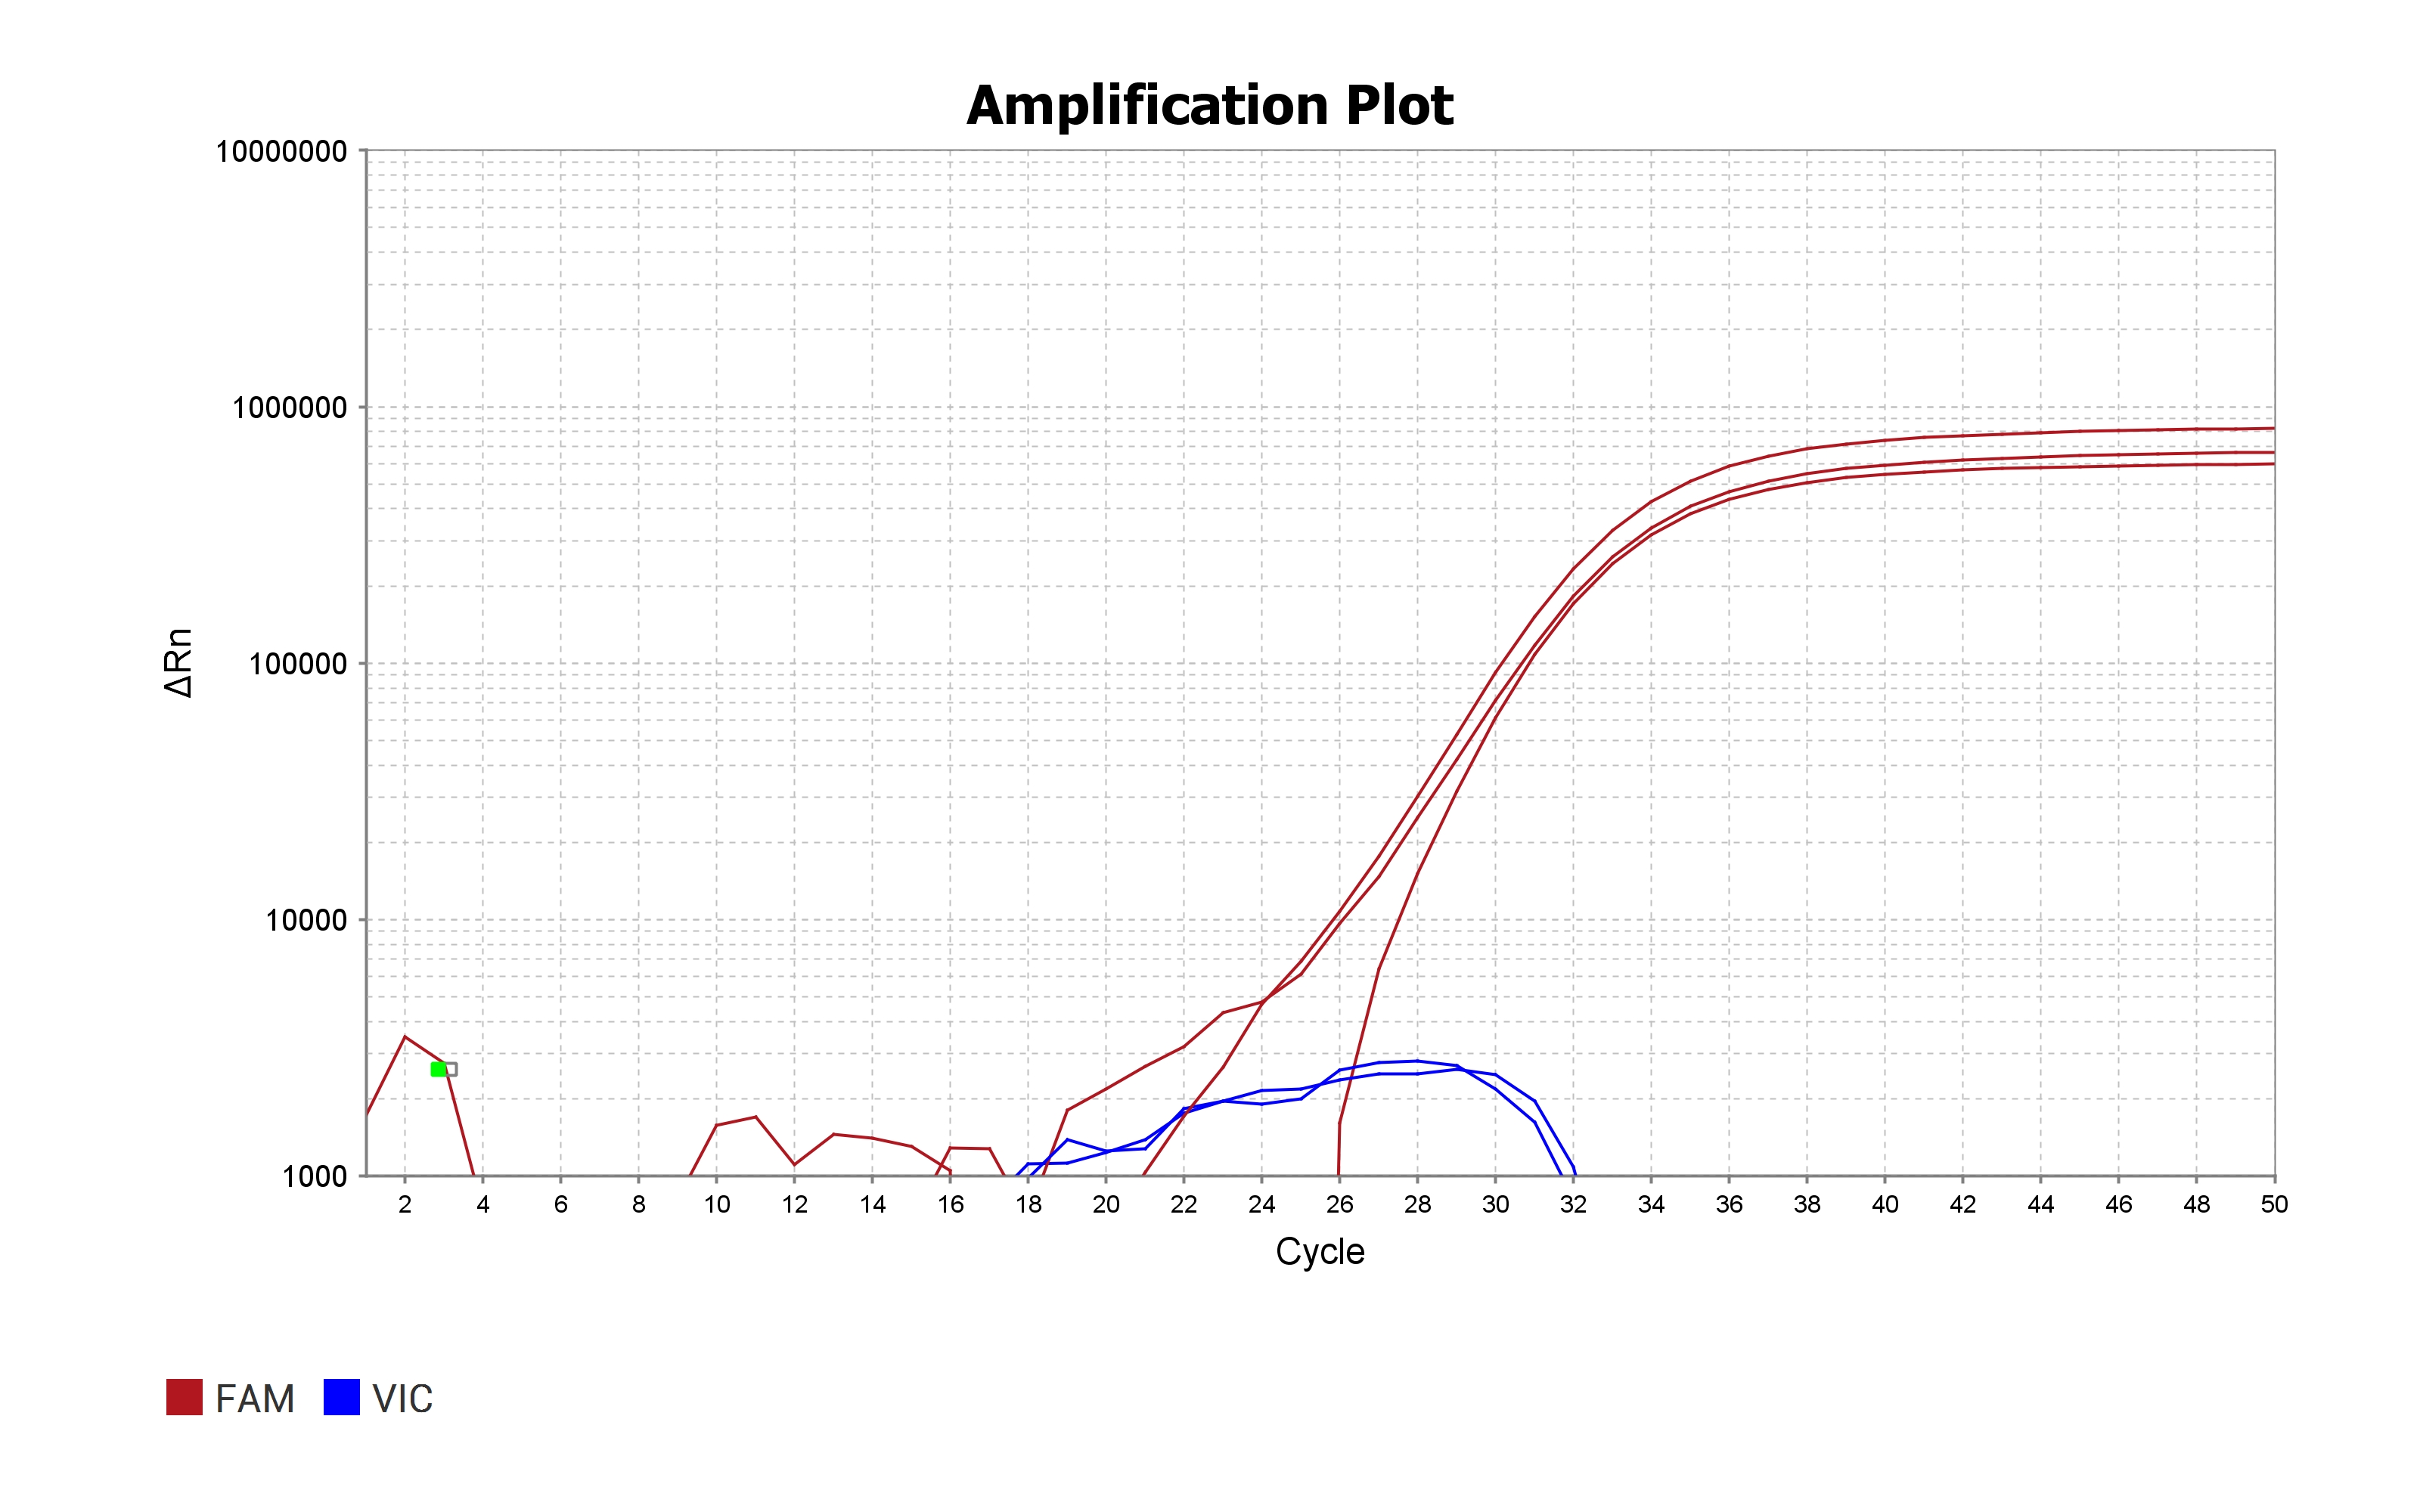 Amplification Plot
10000000
1000000
100000
10000
1000
ΔRn
2 4 6 8 10 12 14 16 18 20 22 24 26 28 30 32 34 36 38 40 42 44 46 48 50
Cycle
FAM VIC